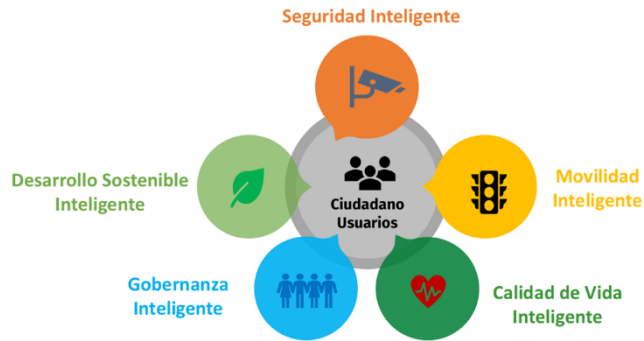 Seguridad Inteligente
Desarrollo Sostenible
Inteligente
Ciudadano
Usuarios
Movilidad
Inteligente
Gobernanza
Inteligente
Calidad de Vida
Inteligente